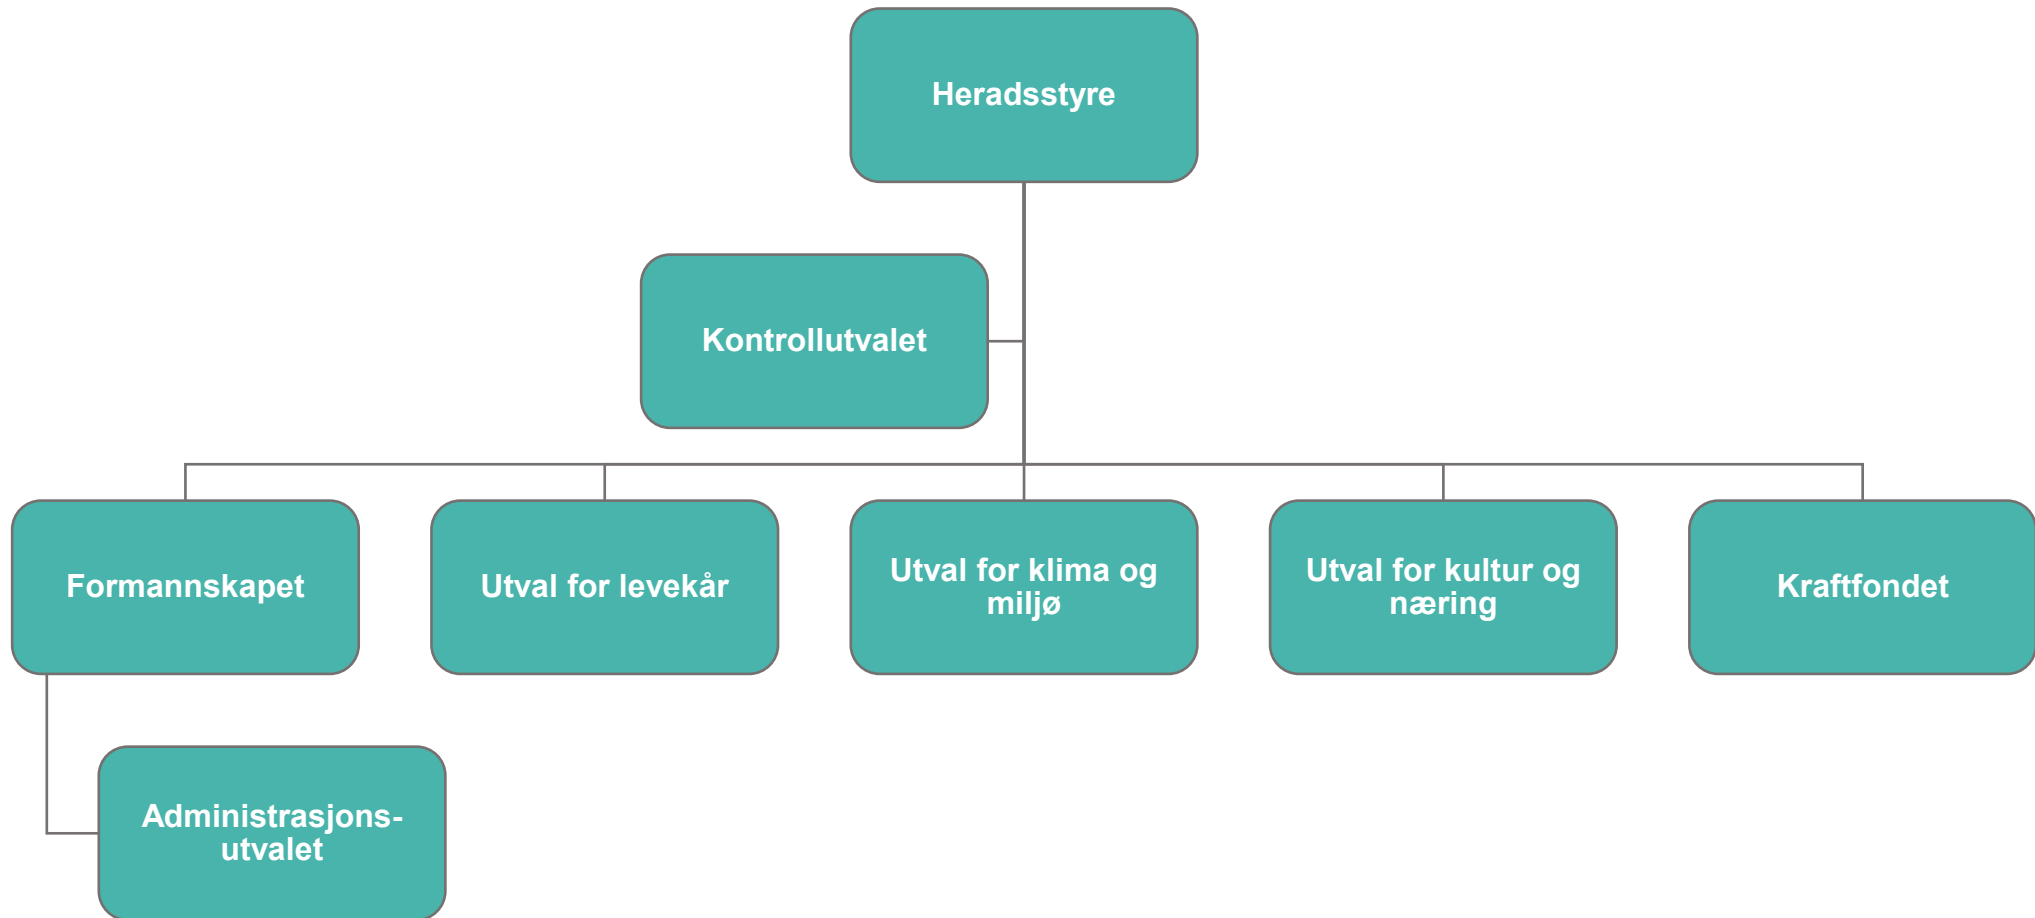 Heradsstyre
Kontrollutvalet
Formannskapet
Utval for levekår
Utval for klima og
miljø
Utval for kultur og
næring
Kraftfondet
Administrasjons-
utvalet